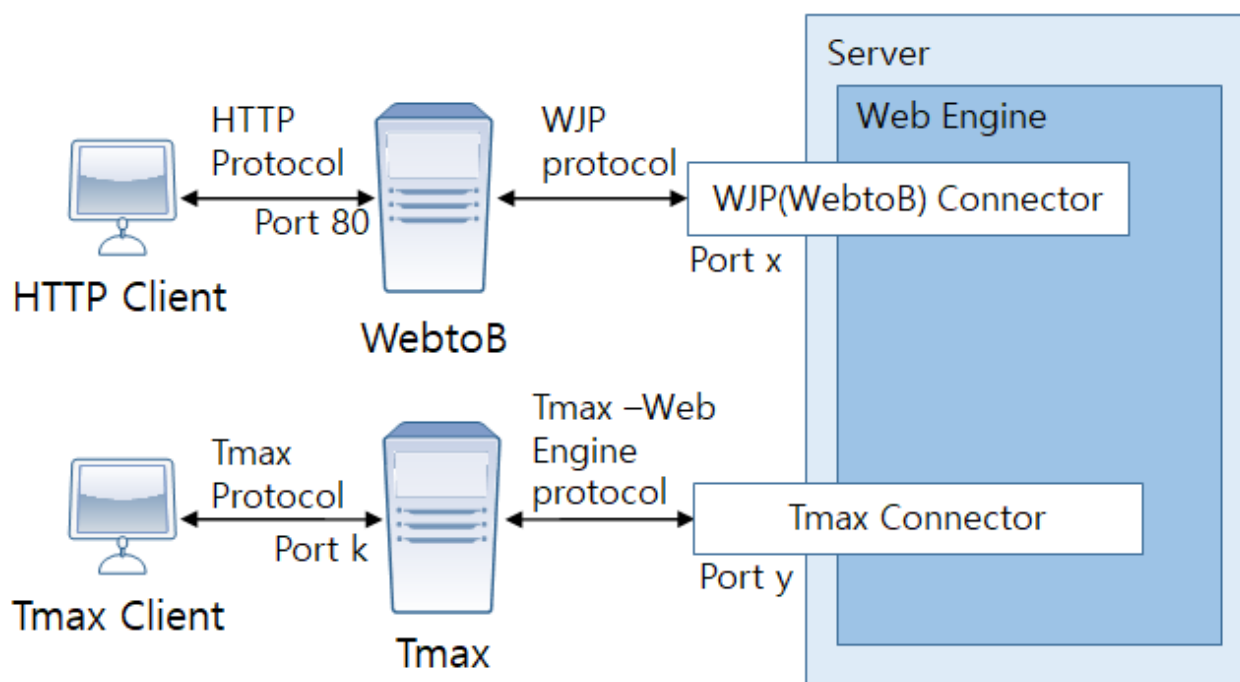 Server
Web Engine
HTTP
Protocol
Port 80
HTTP Client
WebtoB
WJP
protocol
WJP(WebtoB) Connector
Port x
Tmax
Protocol
Port k
Tmax Client
Tmax
Tmax –Web
Engine
protocol
Tmax Connector
Port y